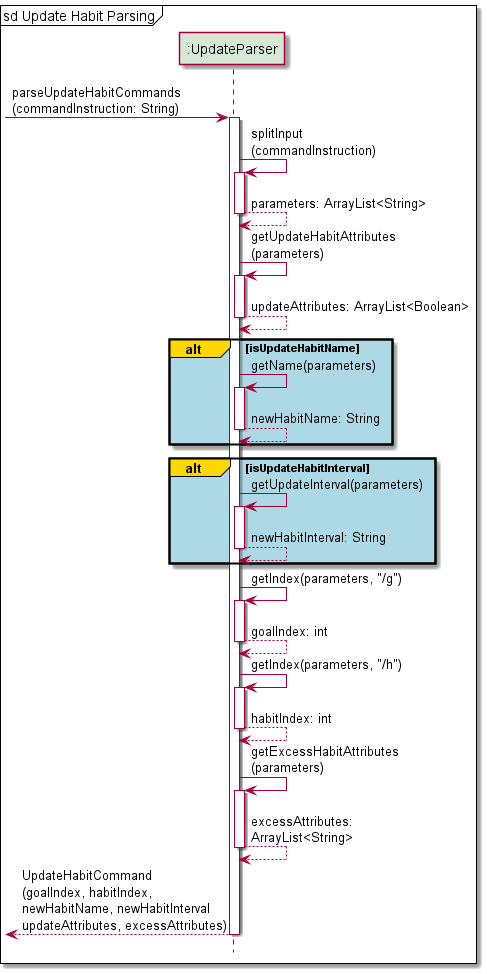 sd Update Habit Parsing
:UpdateParser
parseUpdateHabitCommands
(commandInstruction: String)
splitInput
(commandInstruction)
parameters: ArrayList<String>
getUpdateHabitAttributes
(parameters)
updateAttributes: ArrayList<Boolean>
alt [isUpdateHabitName]
getName(parameters)
newHabitName: String
alt [isUpdateHabitInterval]
getUpdateInterval(parameters)
newHabitInterval: String
getIndex(parameters, "/g")
goalIndex: int
getIndex(parameters, "/h")
habitIndex: int
getExcessHabitAttributes
(parameters)
excessAttributes:
ArrayList<String>
UpdateHabitCommand
(goalIndex, habitIndex,
newHabitName, newHabitInterval
updateAttributes, excessAttributes)